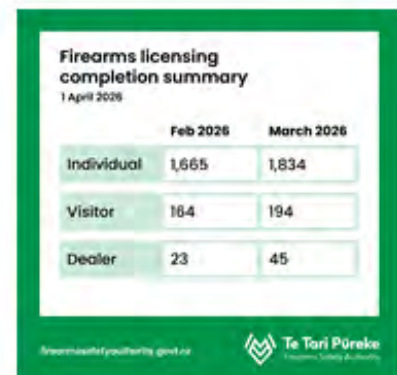 Firearms licensing
completion summary
1 April 2026
Feb 2026 March 2026
Individual 1,665 1,834
Visitor 164 194
Dealer 23 45
firearmssafetyauthority.govt.nz
Te Tari Pūreke
Firearms Safety Authority